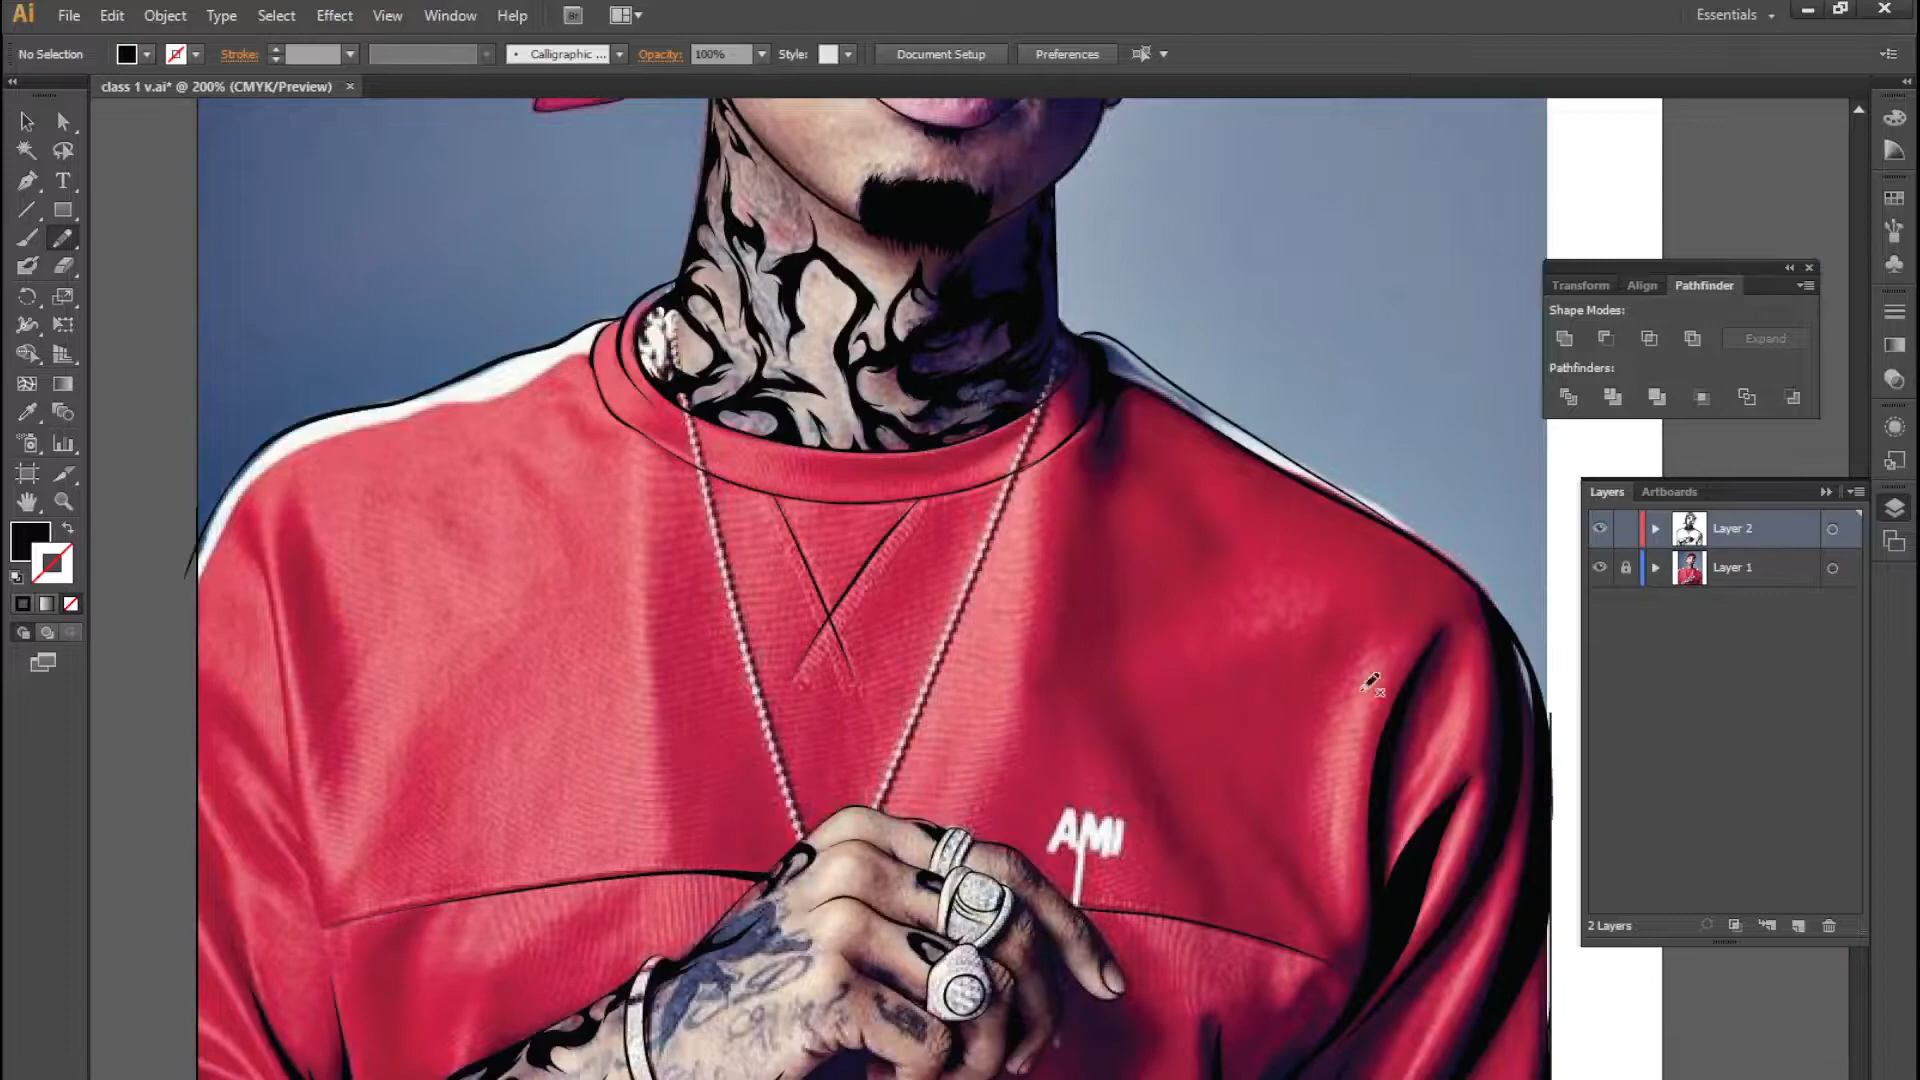 Ai File Edit Object Type Select Effect View Window Help Br Essentials
No Selection Stroke: Calligraphic ... Opacity: 100% Style: Document Setup Preferences
class 1 v.ai* @ 200% (CMYK/Preview)
Transform Align Pathfinder
Shape Modes:
Expand
Pathfinders:
Layers Artboards
Layer 2
Layer 1
AMI
2 Layers